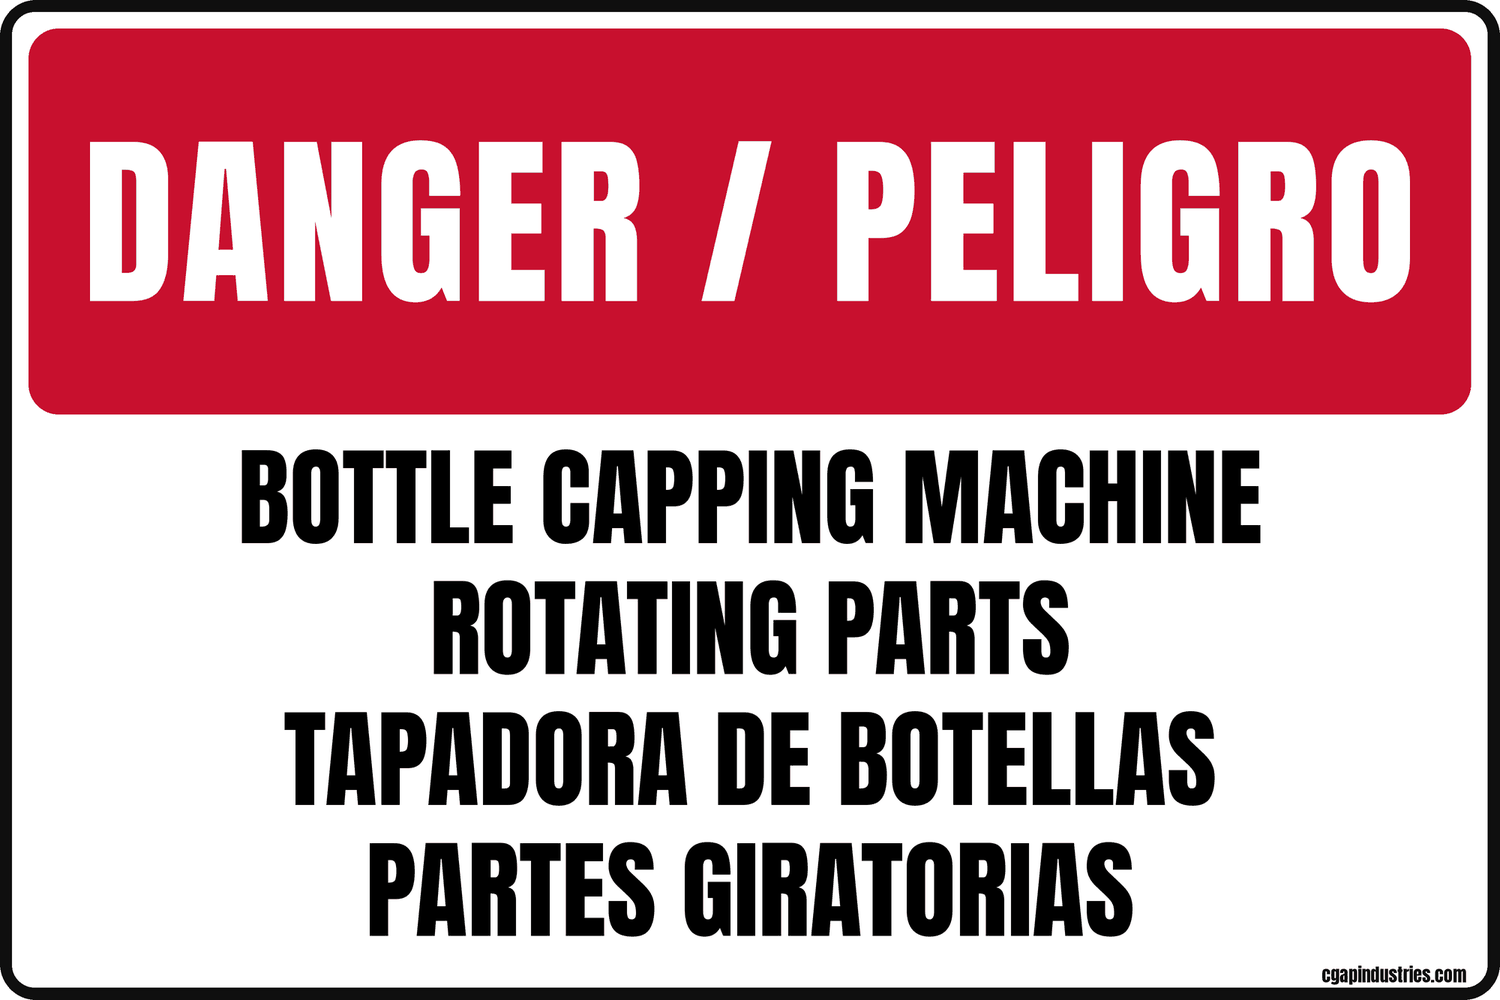 DANGER / PELIGRO
BOTTLE CAPPING MACHINE
ROTATING PARTS
TAPADORA DE BOTELLAS
PARTES GIRATORIAS
cgapindustries.com